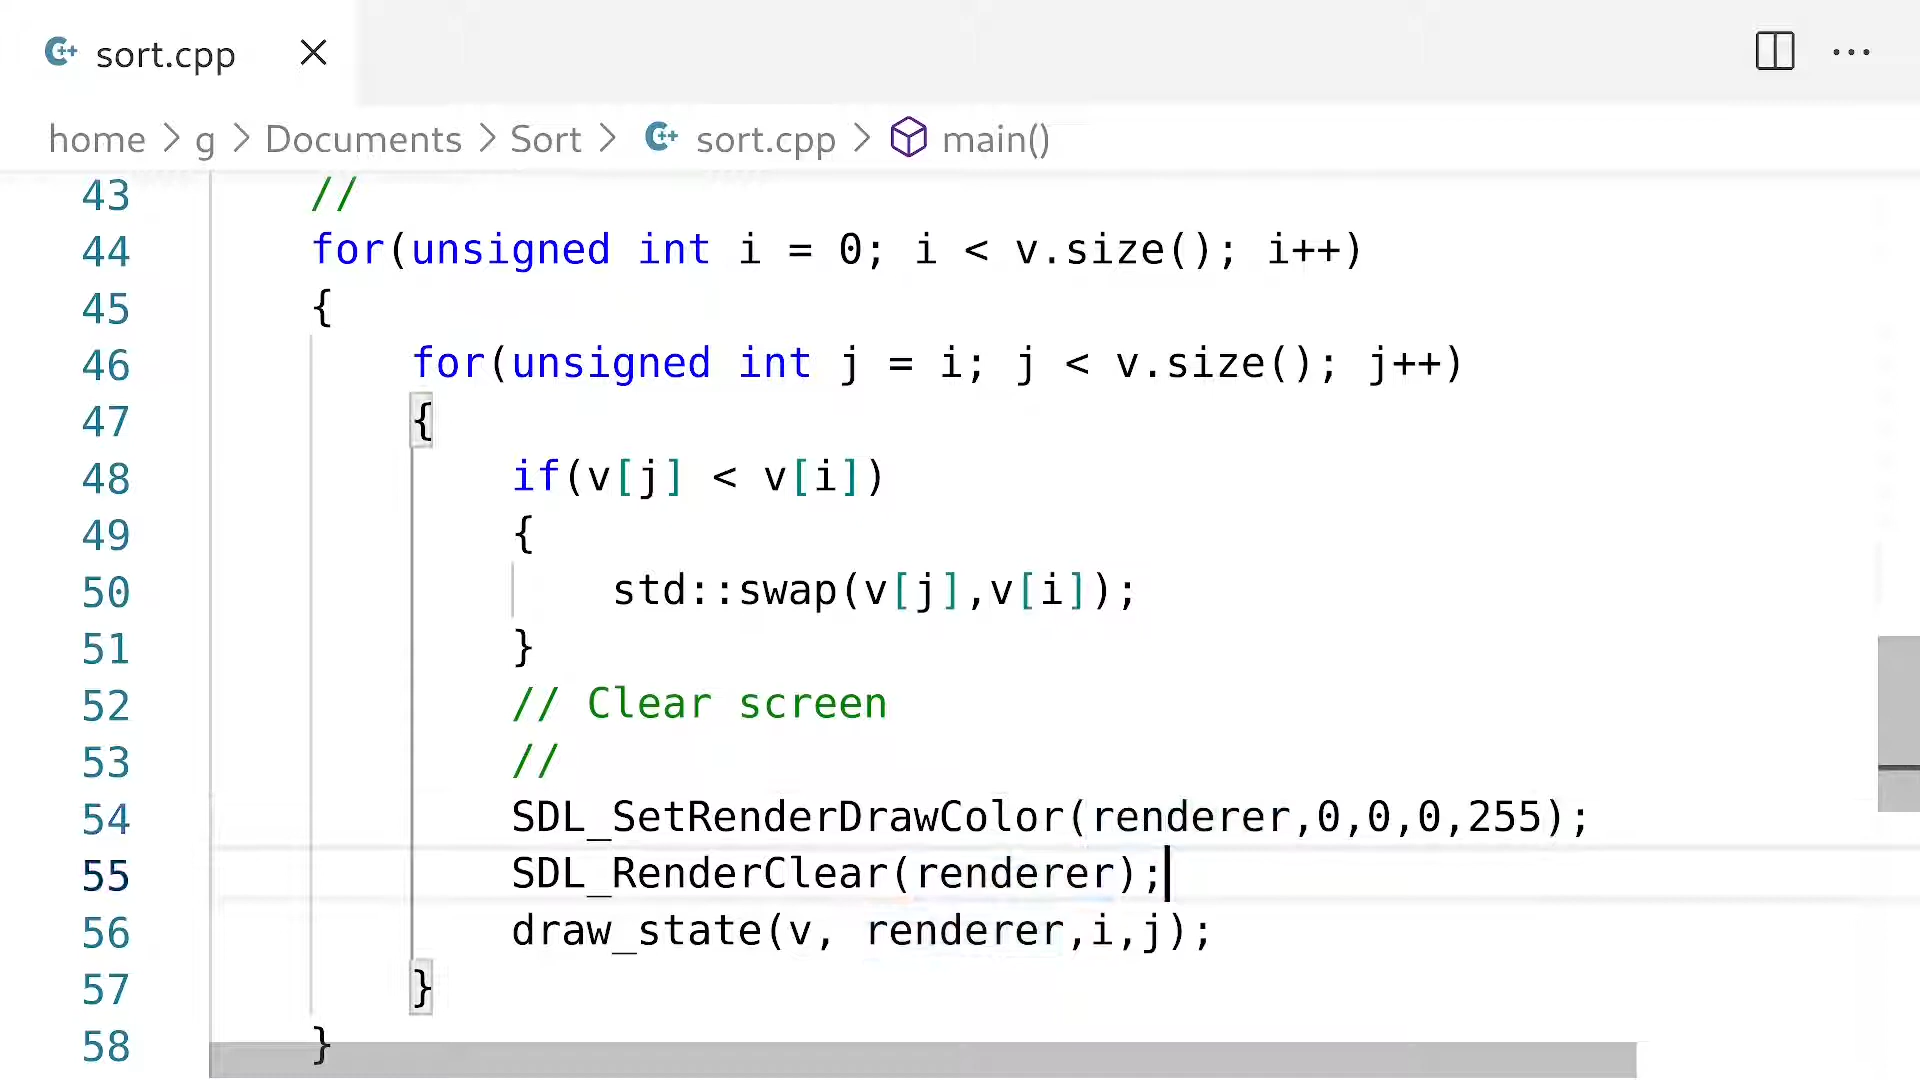 sort.cpp
home > g > Documents > Sort > sort.cpp > main()
43 //
44 for(unsigned int i = 0; i < v.size(); i++)
45 {
46 for(unsigned int j = i; j < v.size(); j++)
47 {
48 if(v[j] < v[i])
49 {
50 std::swap(v[j],v[i]);
51 }
52 // Clear screen
53 //
54 SDL_SetRenderDrawColor(renderer,0,0,0,255);
55 SDL_RenderClear(renderer);
56 draw_state(v, renderer,i,j);
57 }
58 }